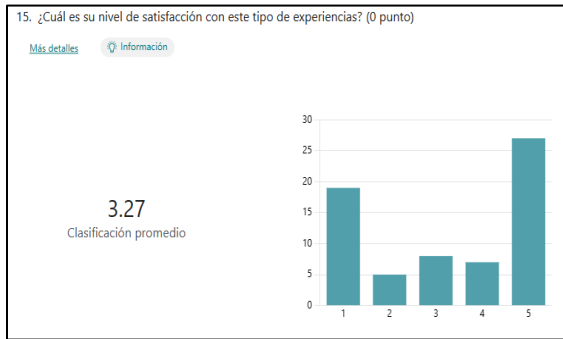 15. ¿Cuál es su nivel de satisfacción con este tipo de experiencias? (0 punto)
Más detalles
Información
3.27
Clasificación promedio
30
25
20
15
10
5
0
1 2 3 4 5